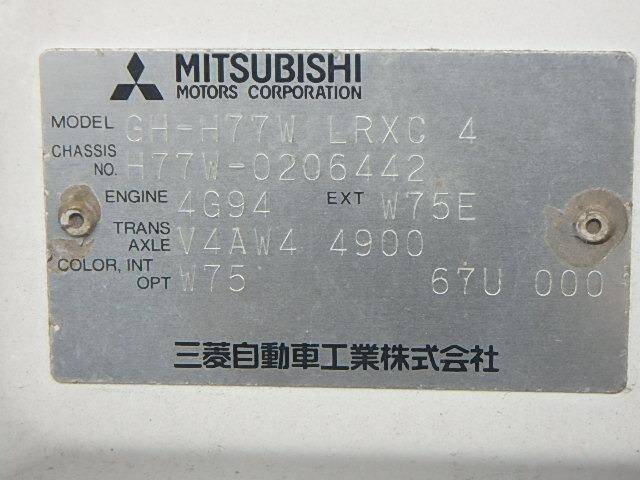 MITSUBISHI
MOTORS CORPORATION
MODEL GH-H77W LRXC 4
CHASSIS NO. H77W-0206442
ENGINE 4G94 EXT W75E
TRANS AXLE V4AW4 4900
COLOR, INT OPT W75 67U 000
三菱自動車工業株式会社